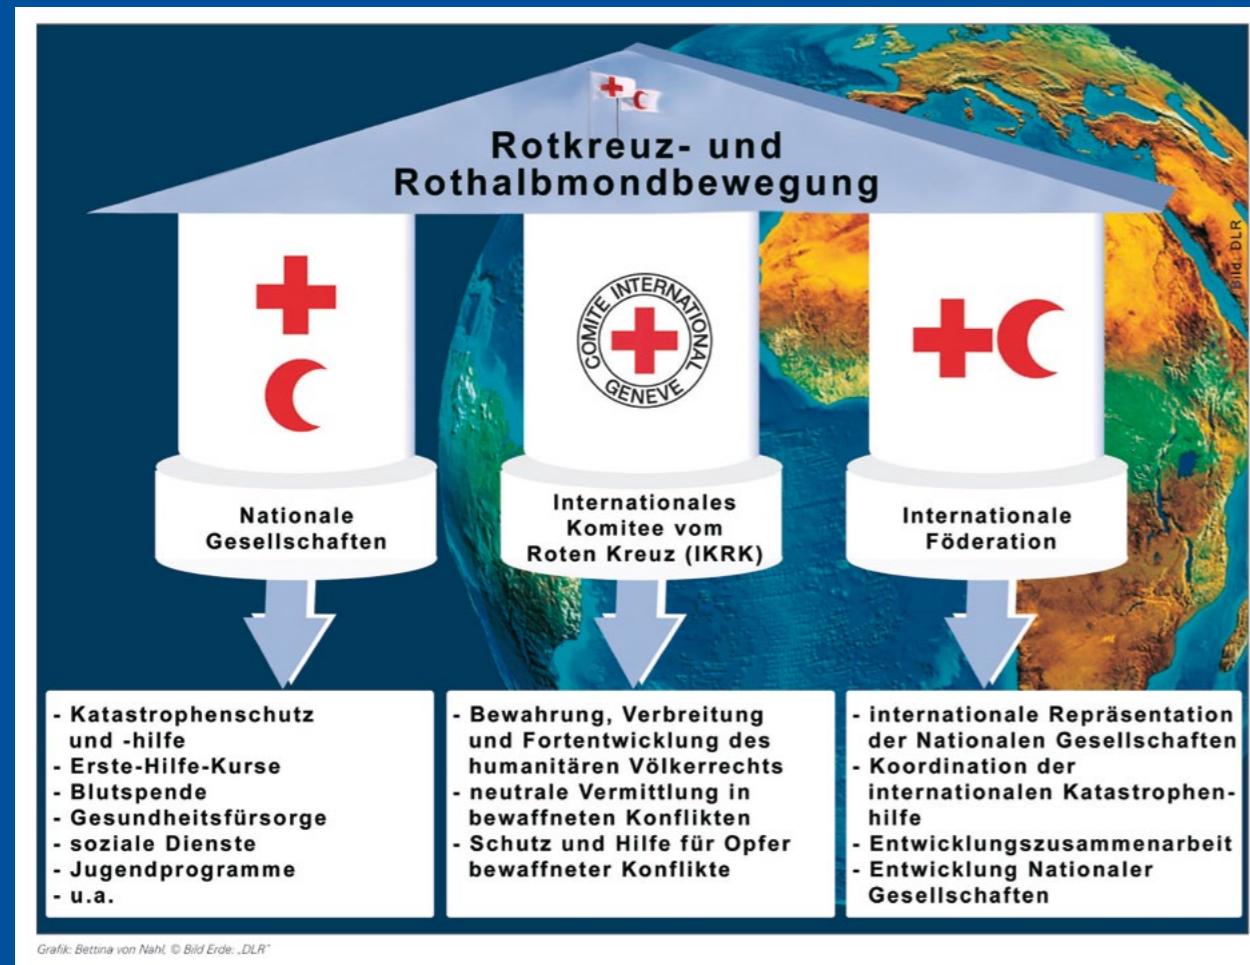 Rotkreuz- und
Rothalbmondbewegung
Bild: DLR
COMITE INTERNATIONAL
GENEVE
Nationale
Gesellschaften
Internationales
Komitee vom
Roten Kreuz (IKRK)
Internationale
Föderation
- Katastrophenschutz
und -hilfe
- Erste-Hilfe-Kurse
- Blutspende
- Gesundheitsfürsorge
- soziale Dienste
- Jugendprogramme
- u.a.
- Bewahrung, Verbreitung
und Fortentwicklung des
humanitären Völkerrechts
- neutrale Vermittlung in
bewaffneten Konflikten
- Schutz und Hilfe für Opfer
bewaffneter Konflikte
- internationale Repräsentation
der Nationalen Gesellschaften
- Koordination der
internationalen Katastrophen-
hilfe
- Entwicklungszusammenarbeit
- Entwicklung Nationaler
Gesellschaften
Grafik: Bettina von Nahl, © Bild Erde: „DLR"